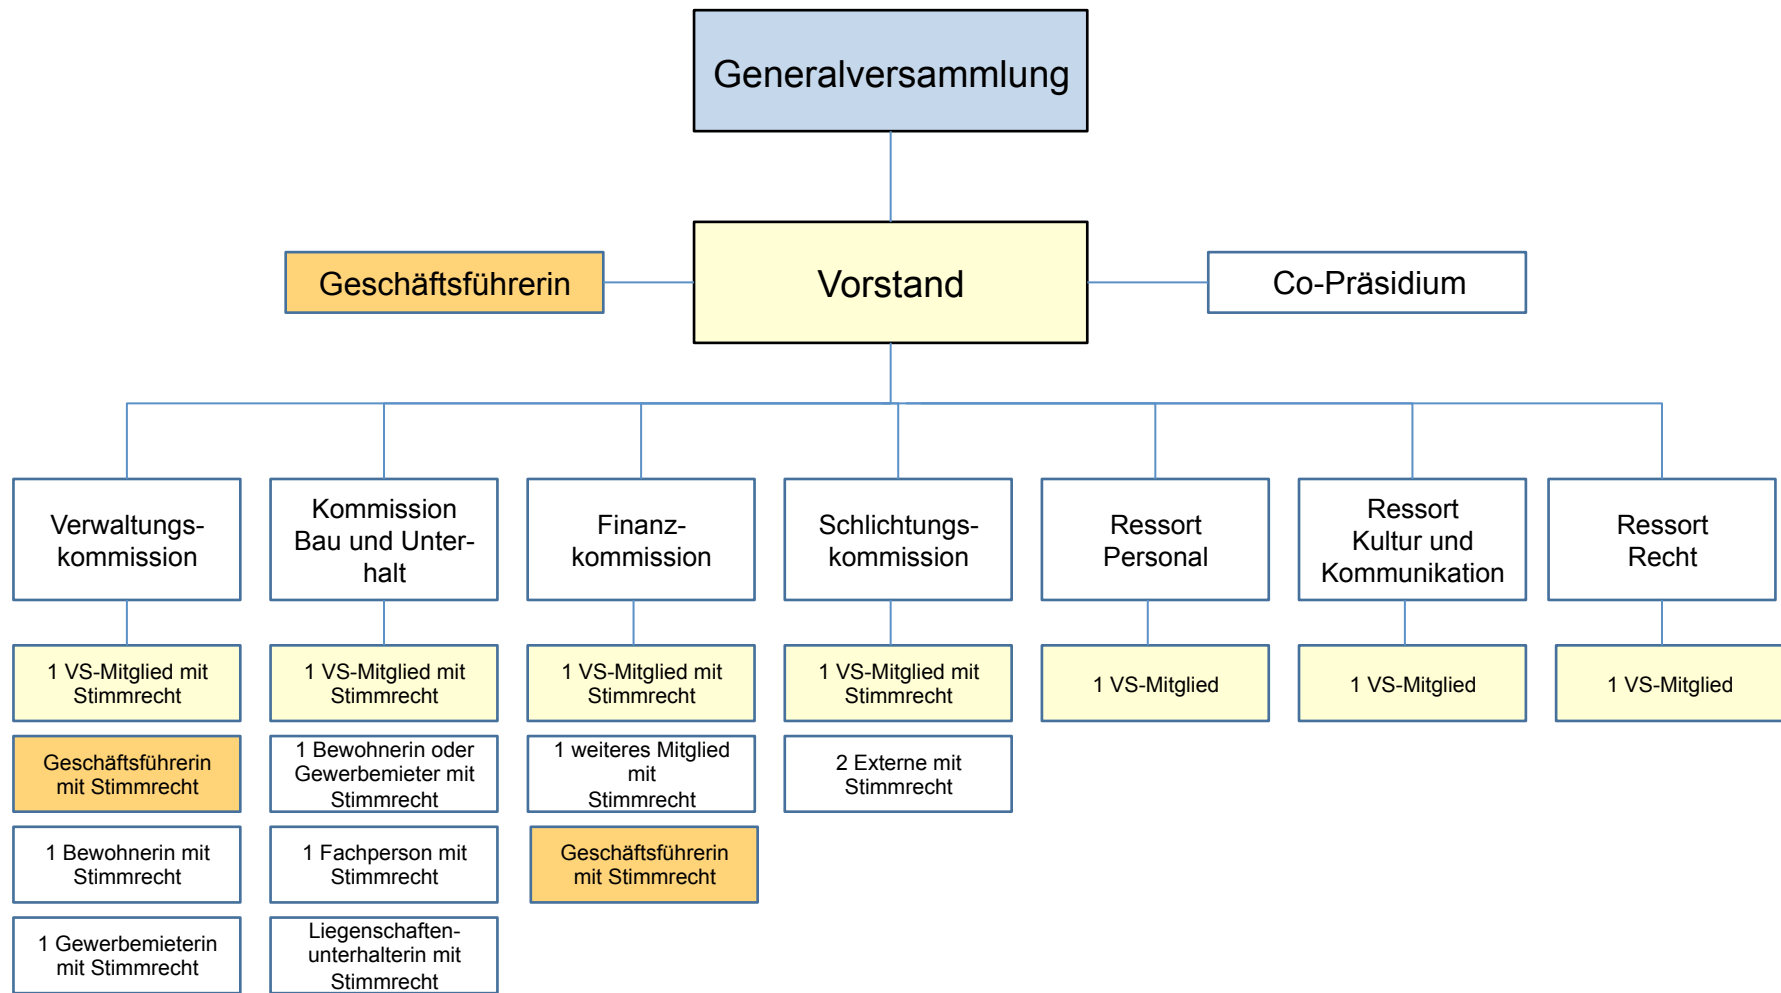 Generalversammlung
Geschäftsführerin
Vorstand
Co-Präsidium
Verwaltungs-
kommission
Kommission
Bau und Unter-
halt
Finanz-
kommission
Schlichtungs-
kommission
Ressort
Personal
Ressort
Kultur und
Kommunikation
Ressort
Recht
1 VS-Mitglied mit
Stimmrecht
1 VS-Mitglied mit
Stimmrecht
1 VS-Mitglied mit
Stimmrecht
1 VS-Mitglied mit
Stimmrecht
1 VS-Mitglied
1 VS-Mitglied
1 VS-Mitglied
Geschäftsführerin
mit Stimmrecht
1 Bewohnerin oder
Gewerbemieter mit
Stimmrecht
1 weiteres Mitglied
mit
Stimmrecht
2 Externe mit
Stimmrecht
1 Bewohnerin mit
Stimmrecht
1 Fachperson mit
Stimmrecht
Geschäftsführerin
mit Stimmrecht
1 Gewerbemieterin
mit Stimmrecht
Liegenschaften-
unterhalterin mit
Stimmrecht